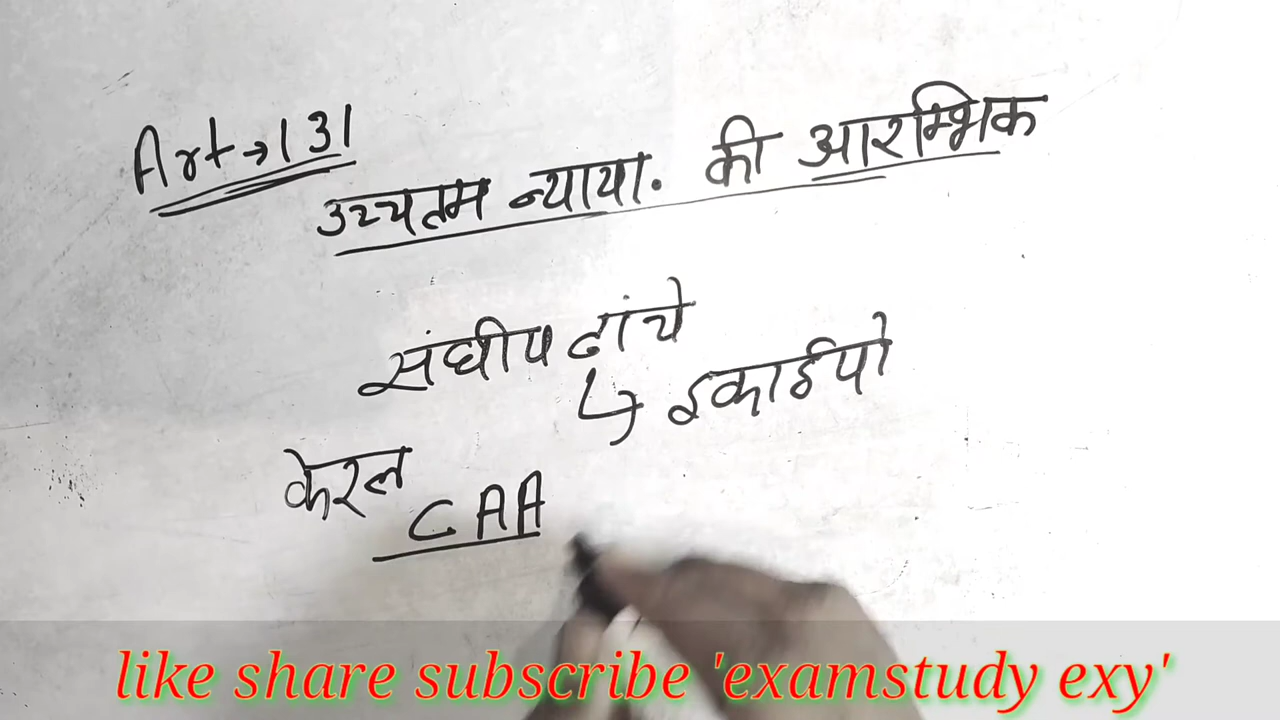 Art→131
उच्चतम न्याया. की आरम्भिक
संघीय ढांचे
↳ इकाईयो
केरल
CAA
like share subscribe 'examstudy exy'